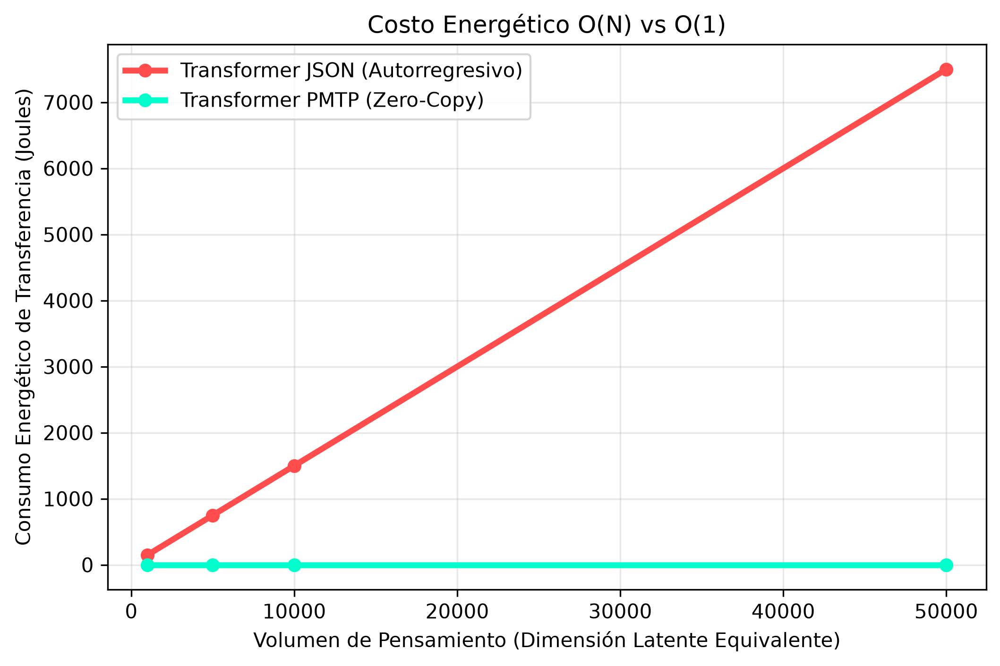 Costo Energético O(N) vs O(1)
Transformer JSON (Autorregresivo)
Transformer PMTP (Zero-Copy)
Consumo Energético de Transferencia (Joules)
7000
6000
5000
4000
3000
2000
1000
0
0 10000 20000 30000 40000 50000
Volumen de Pensamiento (Dimensión Latente Equivalente)